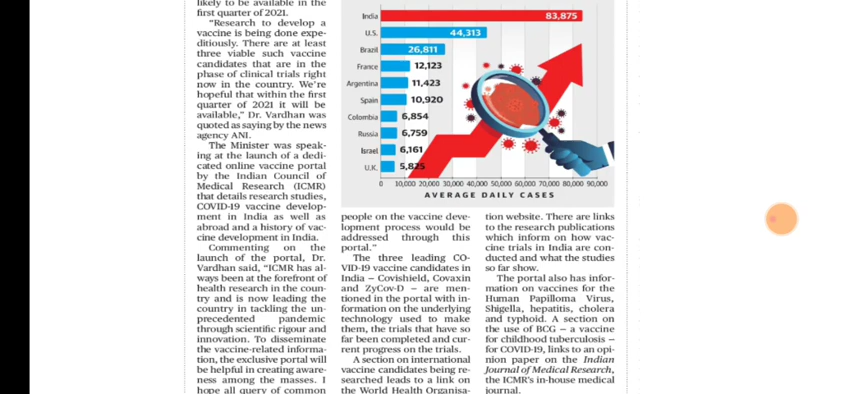 likely to be available in the
first quarter of 2021.
“Research to develop a
vaccine is being done expe-
ditiously. There are at least
three viable such vaccine
candidates that are in the
phase of clinical trials right
now in the country. We’re
hopeful that within the first
quarter of 2021 it will be
available,” Dr. Vardhan was
quoted as saying by the news
agency ANI.
The Minister was speak-
ing at the launch of a dedi-
cated online vaccine portal
by the Indian Council of
Medical Research (ICMR)
that details research studies,
COVID-19 vaccine develop-
ment in India as well as
abroad and a history of vac-
cine development in India.
Commenting on the
launch of the portal, Dr.
Vardhan said, “ICMR has al-
ways been at the forefront of
health research in the coun-
try and is now leading the
country in tackling the un-
precedented pandemic
through scientific rigour and
innovation. To disseminate
the vaccine-related informa-
tion, the exclusive portal will
be helpful in creating aware-
ness among the masses. I
hope all query of common
India 83,875
U.S. 44,313
Brazil 26,811
France 12,123
Argentina 11,423
Spain 10,920
Colombia 6,854
Russia 6,759
Israel 6,161
U.K. 5,825
0 10,000 20,000 30,000 40,000 50,000 60,000 70,000 80,000 90,000
AVERAGE DAILY CASES
people on the vaccine deve-
lopment process would be
addressed through this
portal.”
The three leading CO-
VID-19 vaccine candidates in
India – Covishield, Covaxin
and ZyCov-D – are men-
tioned in the portal with in-
formation on the underlying
technology used to make
them, the trials that have so
far been completed and cur-
rent progress on the trials.
A section on international
vaccine candidates being re-
searched leads to a link on
the World Health Organisa-
tion website. There are links
to the research publications
which inform on how vac-
cine trials in India are con-
ducted and what the studies
so far show.
The portal also has infor-
mation on vaccines for the
Human Papilloma Virus,
Shigella, hepatitis, cholera
and typhoid. A section on
the use of BCG – a vaccine
for childhood tuberculosis –
for COVID-19, links to an opi-
nion paper on the Indian
Journal of Medical Research,
the ICMR’s in-house medical
journal.